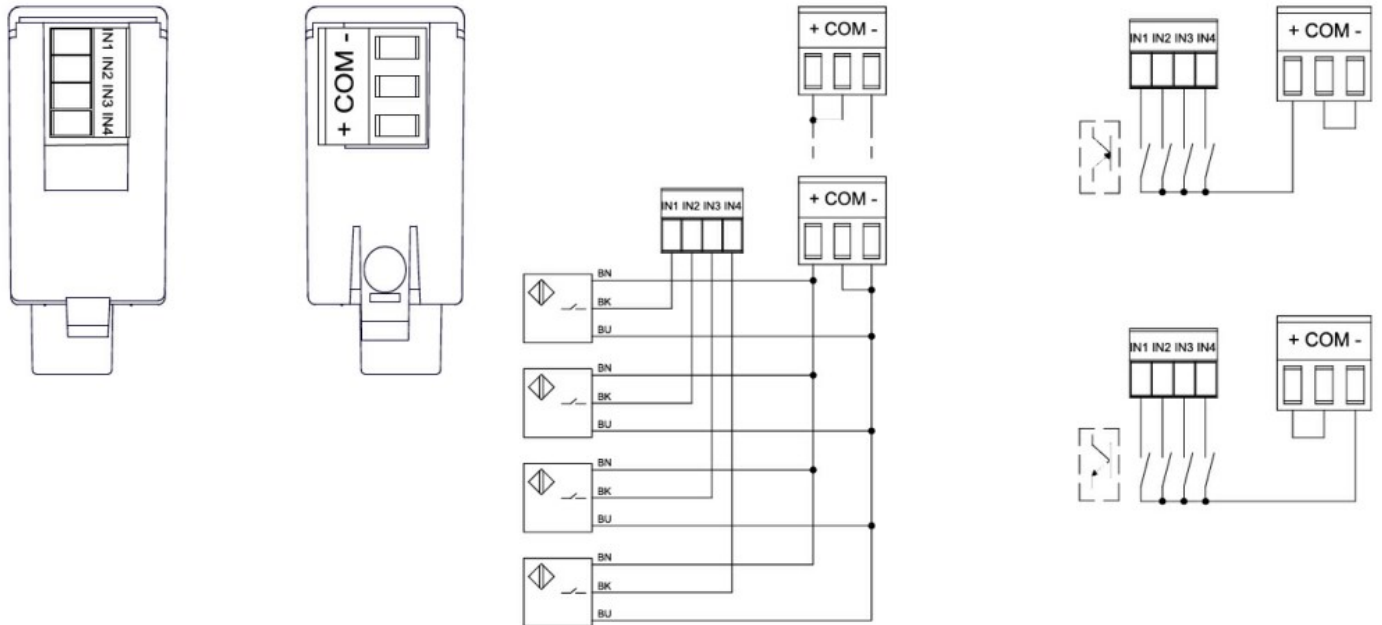 IN1 IN2 IN3 IN4
+ COM -
+ COM -
IN1 IN2 IN3 IN4
+ COM -
IN1 IN2 IN3 IN4
+ COM -
BN
BK
BU
BN
BK
BU
BN
BK
BU
BN
BK
BU
IN1 IN2 IN3 IN4
+ COM -